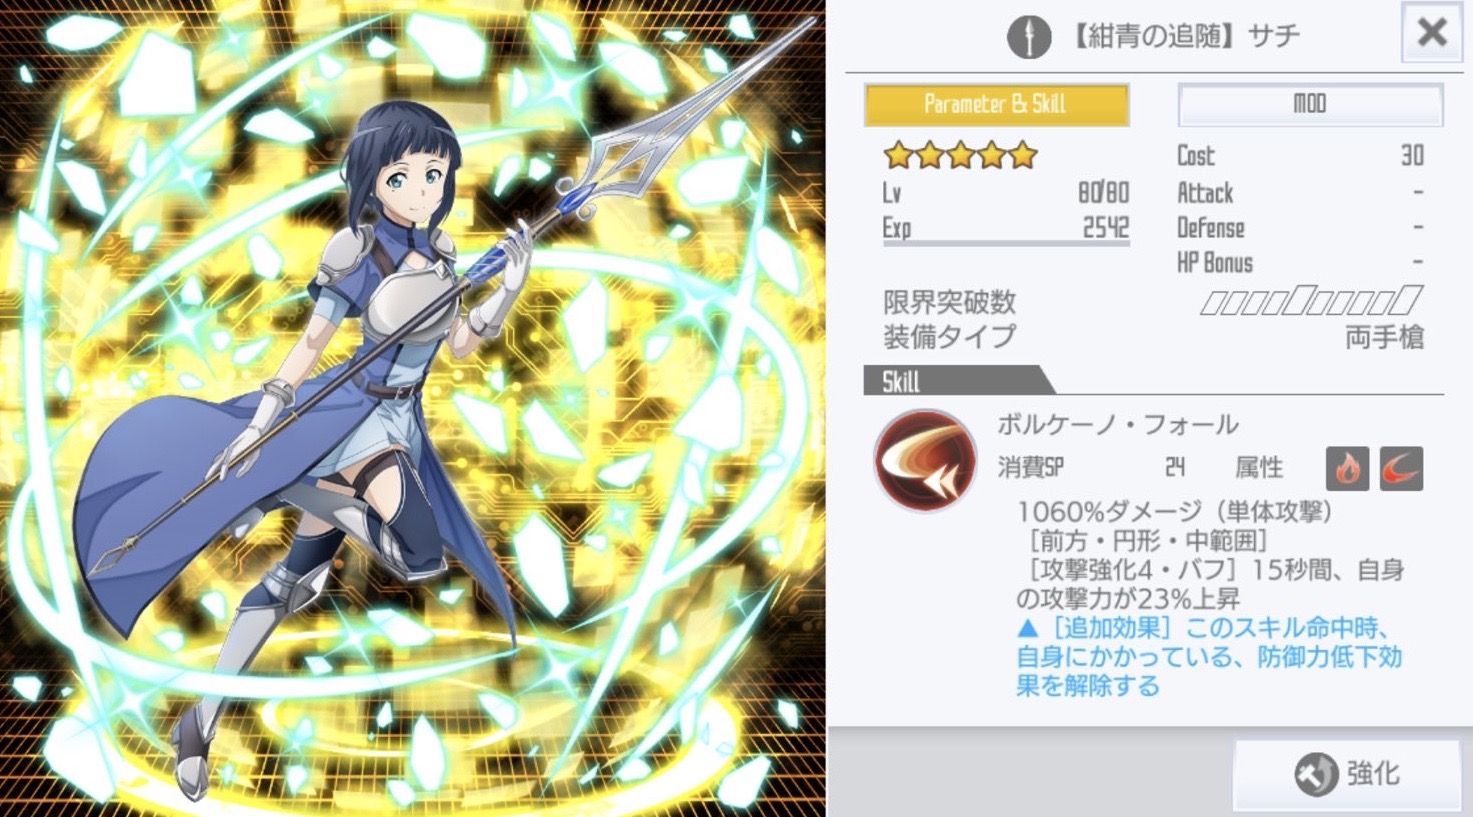 【紺青の追随】サチ
Parameter & Skill
MOD
Lv 80/80
Exp 2542
Cost 30
Attack -
Defense -
HP Bonus -
限界突破数
装備タイプ 両手槍
Skill
ボルケーノ・フォール
消費SP 24 属性
1060%ダメージ（単体攻撃）
［前方・円形・中範囲］
［攻撃強化4・バフ］15秒間、自身
の攻撃力が23%上昇
▲［追加効果］このスキル命中時、
自身にかかっている、防御力低下効
果を解除する
強化